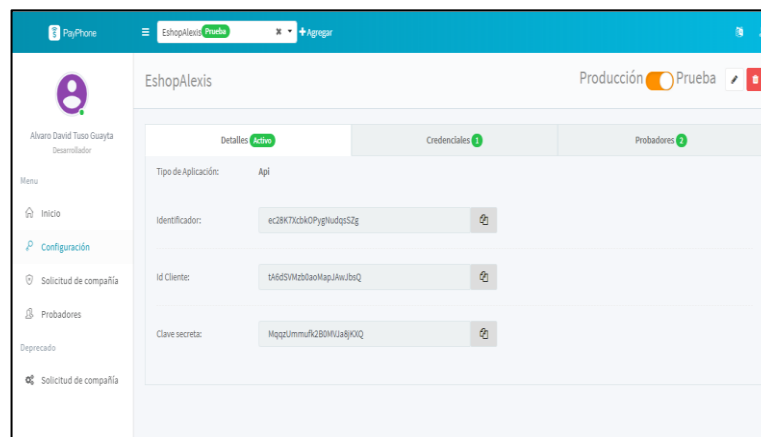 PayPhone
EshopAlexis Prueba
Agregar
EshopAlexis
Producción Prueba
Alvaro David Tuso Guayta
Desarrollador
Menu
Inicio
Configuración
Solicitud de compañía
Probadores
Deprecado
Solicitud de compañía
Detalles Activo
Credenciales 1
Probadores 2
Tipo de Aplicación: Api
Identificador: ec28K7XcbkOPygNudqsSZg
Id Cliente: tA6dSVMzb0aoMapJAwJbsQ
Clave secreta: